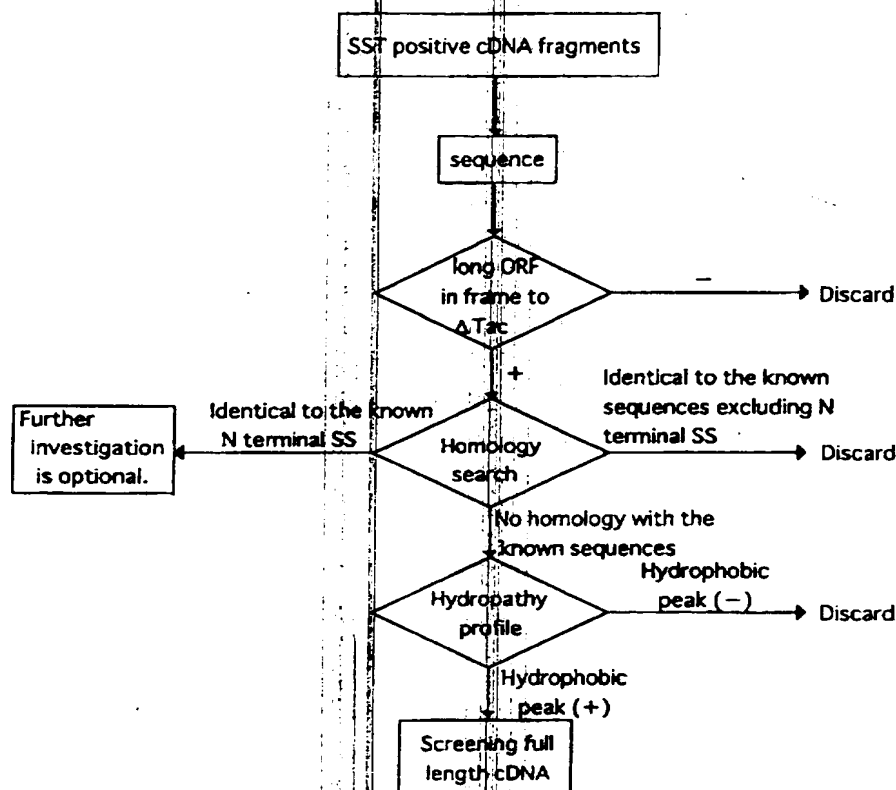 SST positive cDNA fragments
sequence
long ORF
in frame to
ΔTac
−
Discard
+
Identical to the known
sequences excluding N
terminal SS
Identical to the known
N terminal SS
Further
investigation
is optional.
Homology
search
Discard
No homology with the
known sequences
Hydrophobic
peak (−)
Hydropathy
profile
Discard
Hydrophobic
peak (+)
Screening full
length cDNA